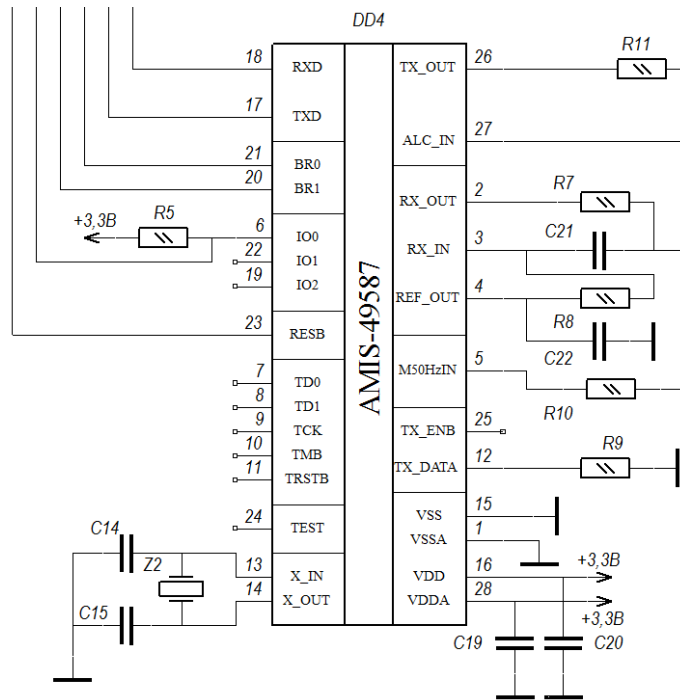 DD4
18 RXD TX_OUT 26 R11
17 TXD ALC_IN 27
21 BR0
20 BR1 RX_OUT 2 R7
+3,3В R5 6 IO0 RX_IN 3 C21
22 IO1
19 IO2 REF_OUT 4 R8
23 RESB C22
AMIS-49587
7 TD0 M50HzIN 5 R10
8 TD1
9 TCK TX_ENB 25
10 TMB TX_DATA 12 R9
11 TRSTB
24 TEST VSS 15
C14 VSSA 1
Z2 13 X_IN VDD 16 +3,3В
C15 14 X_OUT VDDA 28 +3,3В
C19 C20